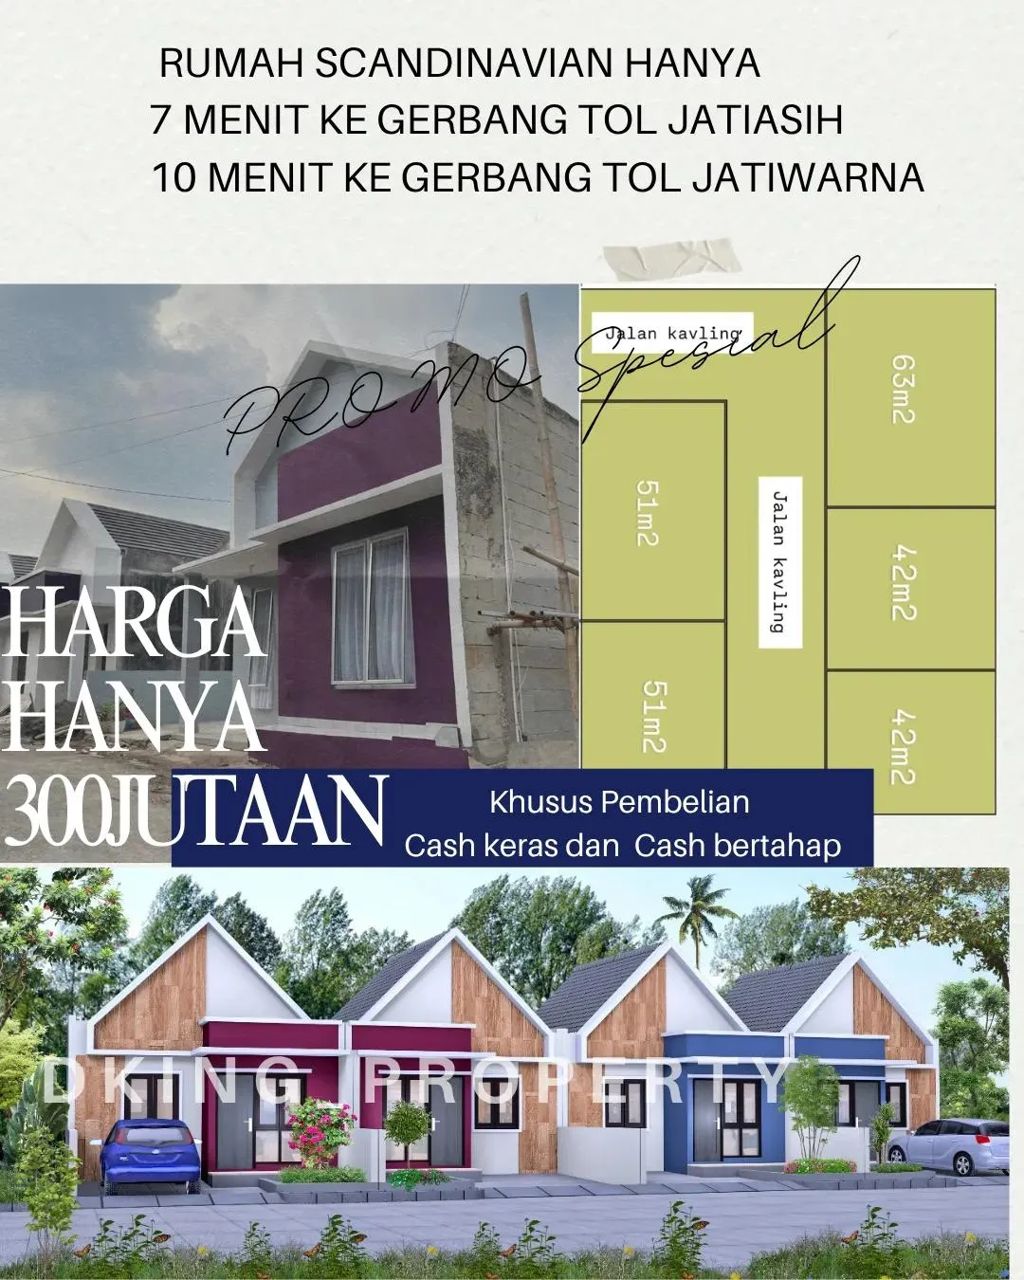 RUMAH SCANDINAVIAN HANYA
7 MENIT KE GERBANG TOL JATIASIH
10 MENIT KE GERBANG TOL JATIWARNA
PROMO Spesial
Jalan kavling
63m2
51m2
Jalan kavling
42m2
51m2
42m2
HARGA
HANYA
300JUTAAN
Khusus Pembelian
Cash keras dan Cash bertahap
DKING PROPERTY